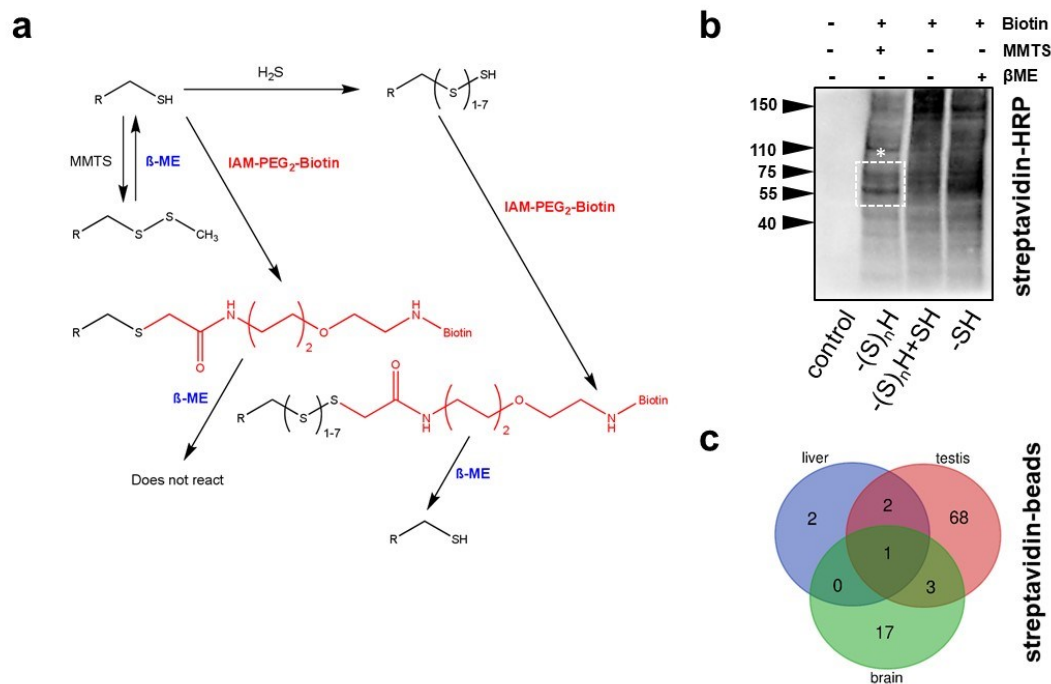 a
H₂S
R
SH
R
S
SH
1-7
MMTS
ß-ME
IAM-PEG₂-Biotin
IAM-PEG₂-Biotin
R
S
S
CH₃
R
S
O
H
N
2
O
H
N
Biotin
ß-ME
Does not react
R
S
1-7
S
O
N
H
2
O
N
H
Biotin
ß-ME
R
SH
b
- + + + Biotin
- + - - MMTS
- - - + βME
150
110
75
55
40
*
streptavidin-HRP
control
-(S)ₙH
-(S)ₙH+SH
-SH
c
liver
testis
2
2
68
1
0
3
17
brain
streptavidin-beads